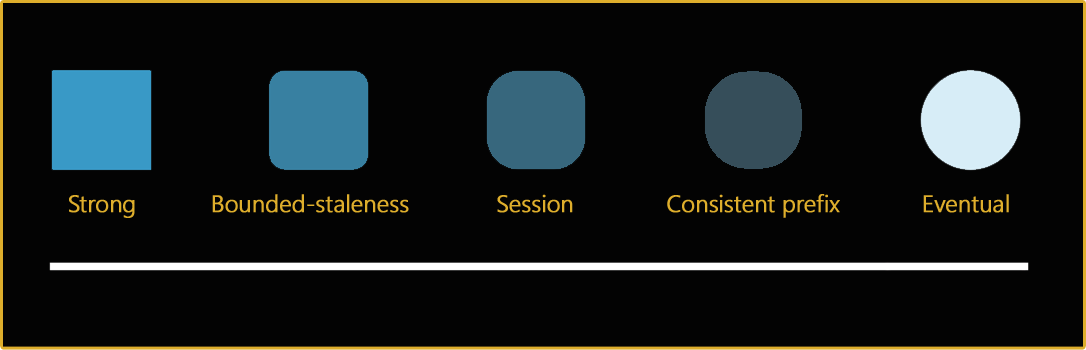 Strong
Bounded-staleness
Session
Consistent prefix
Eventual